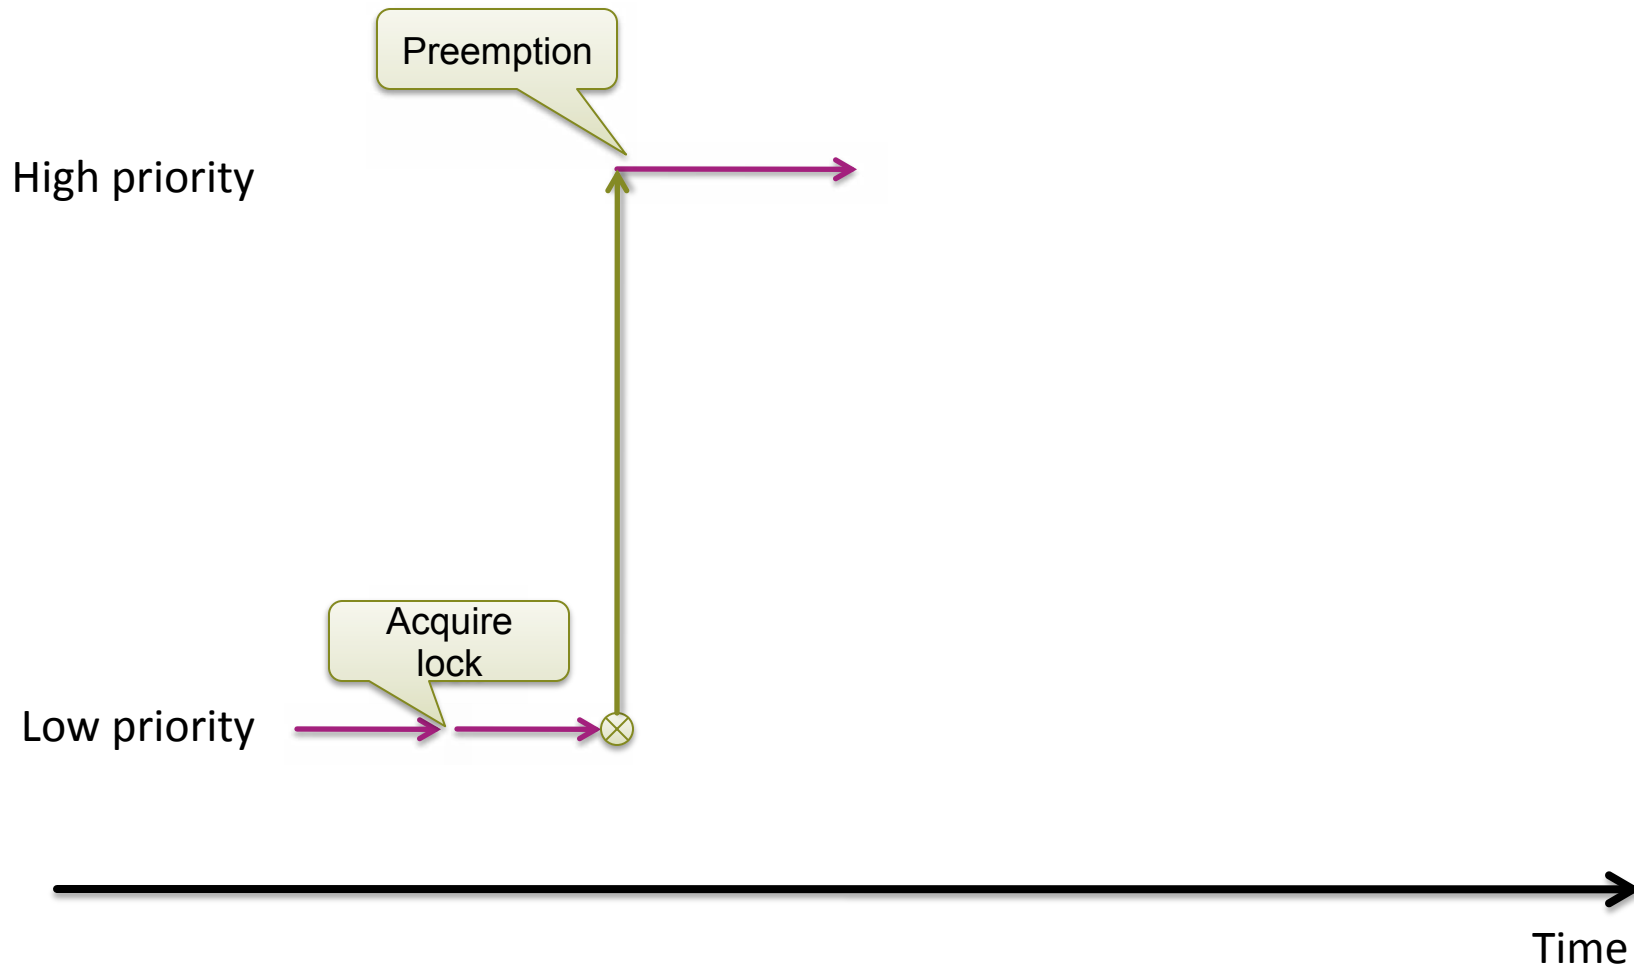 Preemption
High priority
Acquire
lock
Low priority
Time